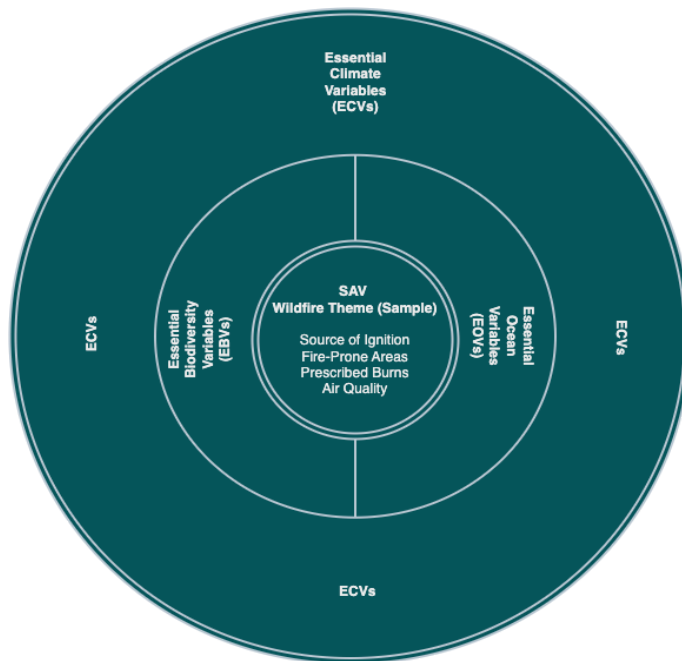 Essential
Climate
Variables
(ECVs)
ECVs
Essential
Biodiversity
Variables
(EBVs)
SAV
Wildfire Theme (Sample)
Source of Ignition
Fire-Prone Areas
Prescribed Burns
Air Quality
Essential
Ocean
Variables
(EOVs)
ECVs
ECVs